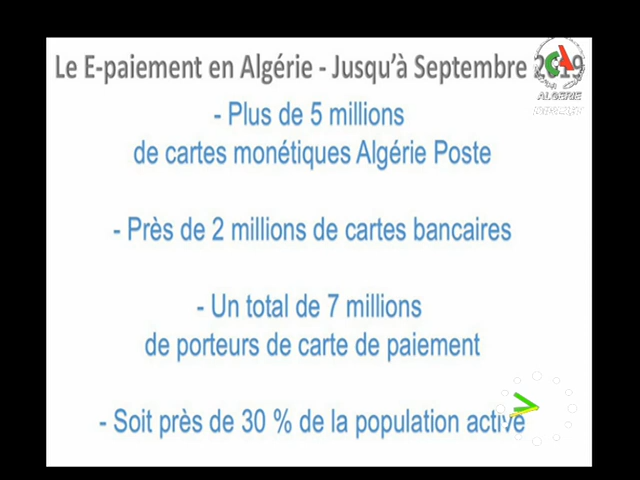 Le E-paiement en Algérie - Jusqu'à Septembre 2019
ALGERIE
- Plus de 5 millions
de cartes monétiques Algérie Poste
- Près de 2 millions de cartes bancaires
- Un total de 7 millions
de porteurs de carte de paiement
- Soit près de 30 % de la population active